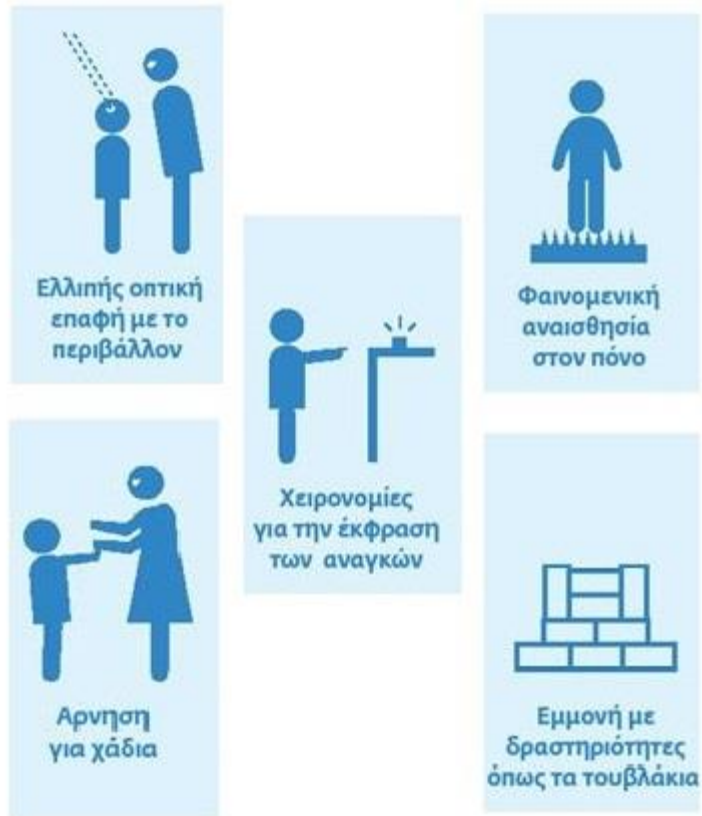 Ελλιπής οπτική
επαφή με το
περιβάλλον
Φαινομενική
αναισθησία
στον πόνο
Χειρονομίες
για την έκφραση
των αναγκών
Αρνηση
για χάδια
Εμμονή με
δραστηριότητες
όπως τα τουβλάκια